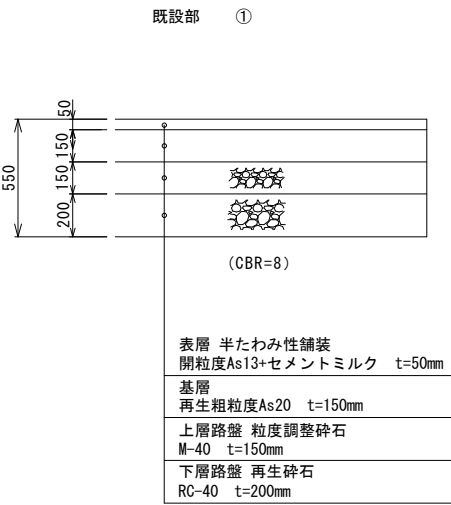 既設部 ①
50
150
150
200
550
(CBR=8)
表層 半たわみ性舗装
開粒度As13+セメントミルク t=50mm
基層
再生粗粒度As20 t=150mm
上層路盤 粒度調整砕石
M-40 t=150mm
下層路盤 再生砕石
RC-40 t=200mm